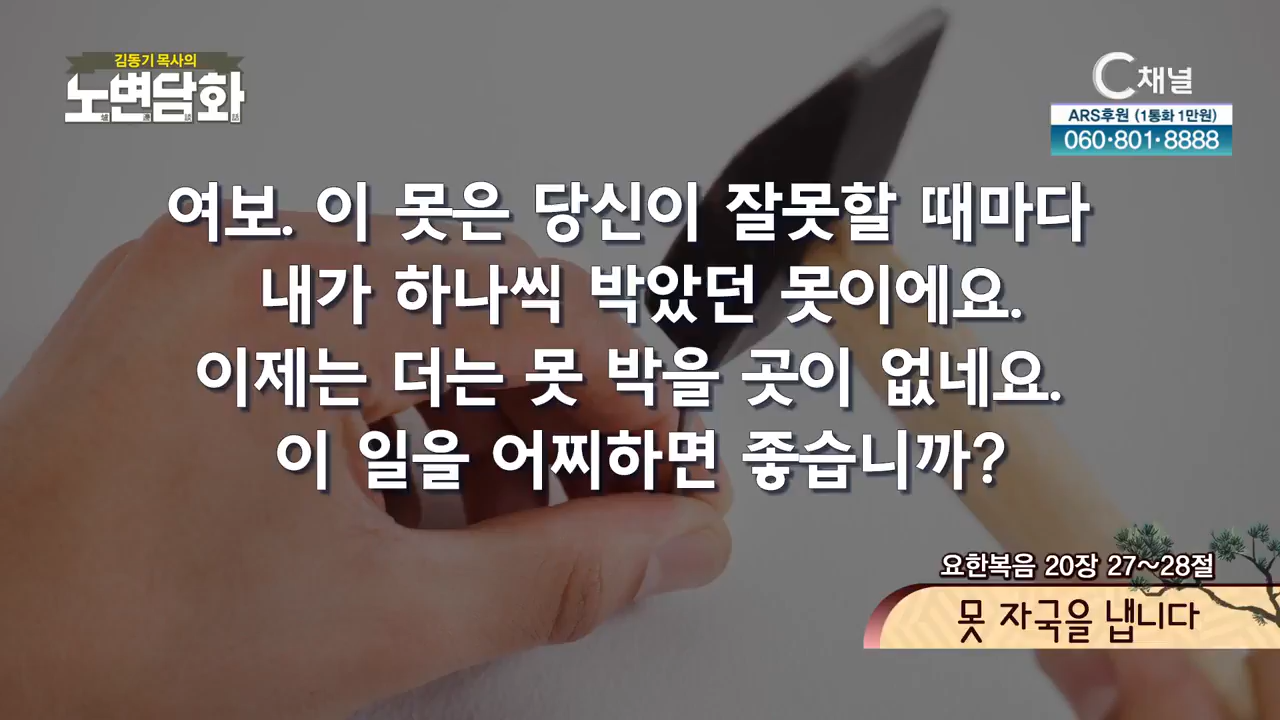 김동기 목사의
노변담화
爐邊談話
C채널
ARS후원 (1통화 1만원)
060·801·8888
여보. 이 못은 당신이 잘못할 때마다
내가 하나씩 박았던 못이에요.
이제는 더는 못 박을 곳이 없네요.
이 일을 어찌하면 좋습니까?
요한복음 20장 27~28절
못 자국을 냅니다